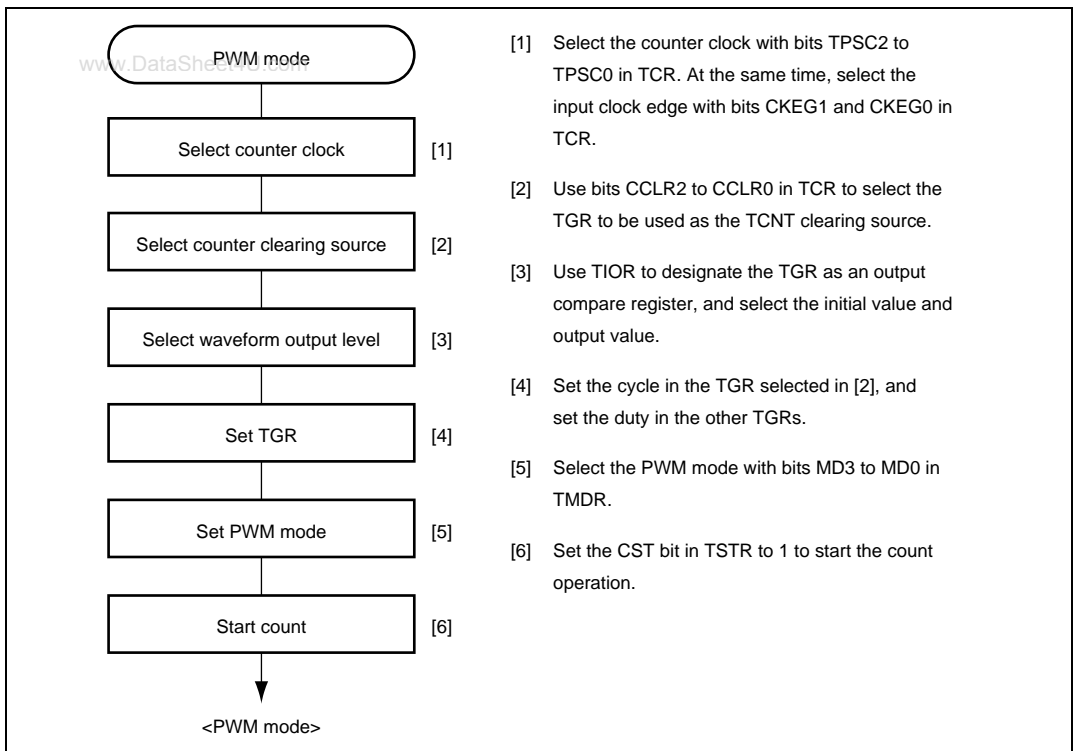 PWM mode
www.DataSheet4U.com
Select counter clock [1]
Select counter clearing source [2]
Select waveform output level [3]
Set TGR [4]
Set PWM mode [5]
Start count [6]
<PWM mode>
[1] Select the counter clock with bits TPSC2 to
TPSC0 in TCR. At the same time, select the
input clock edge with bits CKEG1 and CKEG0 in
TCR.
[2] Use bits CCLR2 to CCLR0 in TCR to select the
TGR to be used as the TCNT clearing source.
[3] Use TIOR to designate the TGR as an output
compare register, and select the initial value and
output value.
[4] Set the cycle in the TGR selected in [2], and
set the duty in the other TGRs.
[5] Select the PWM mode with bits MD3 to MD0 in
TMDR.
[6] Set the CST bit in TSTR to 1 to start the count
operation.